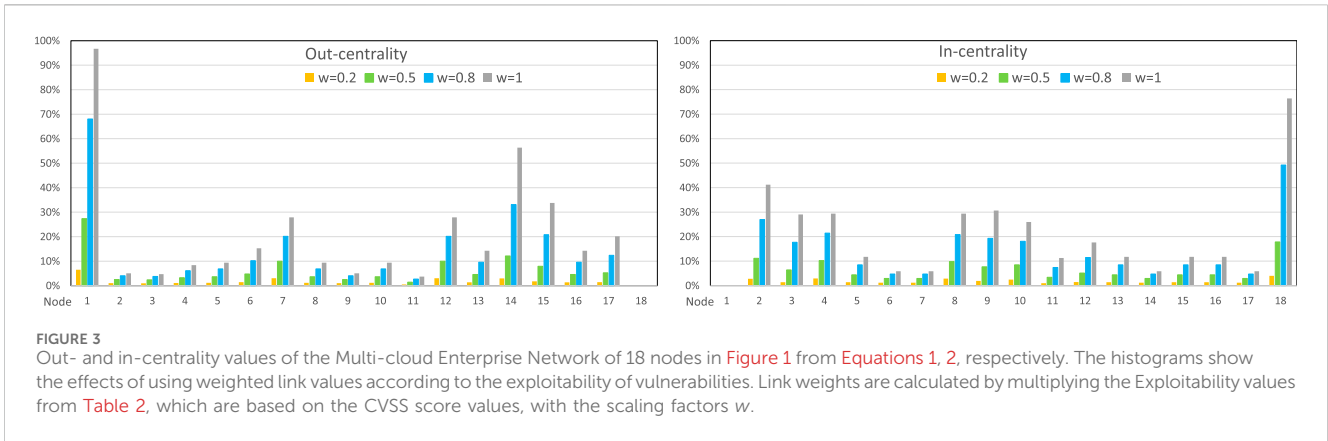 Out-centrality
w=0.2 w=0.5 w=0.8 w=1
100%
90%
80%
70%
60%
50%
40%
30%
20%
10%
0%
Node 1 2 3 4 5 6 7 8 9 10 11 12 13 14 15 16 17 18
In-centrality
w=0.2 w=0.5 w=0.8 w=1
100%
90%
80%
70%
60%
50%
40%
30%
20%
10%
0%
Node 1 2 3 4 5 6 7 8 9 10 11 12 13 14 15 16 17 18
FIGURE 3
Out- and in-centrality values of the Multi-cloud Enterprise Network of 18 nodes in Figure 1 from Equations 1, 2, respectively. The histograms show
the effects of using weighted link values according to the exploitability of vulnerabilities. Link weights are calculated by multiplying the Exploitability values
from Table 2, which are based on the CVSS score values, with the scaling factors w.